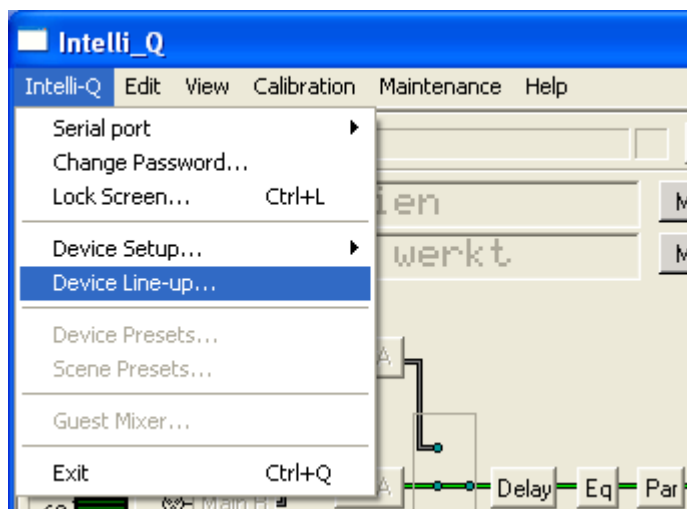 Intelli_Q
Intelli-Q Edit View Calibration Maintenance Help
Serial port
Change Password...
Lock Screen... Ctrl+L
ien
M
Device Setup...
werkt
M
Device Line-up...
Device Presets...
Scene Presets...
A
Guest Mixer...
Exit Ctrl+Q
A
Delay Eq Par
Main